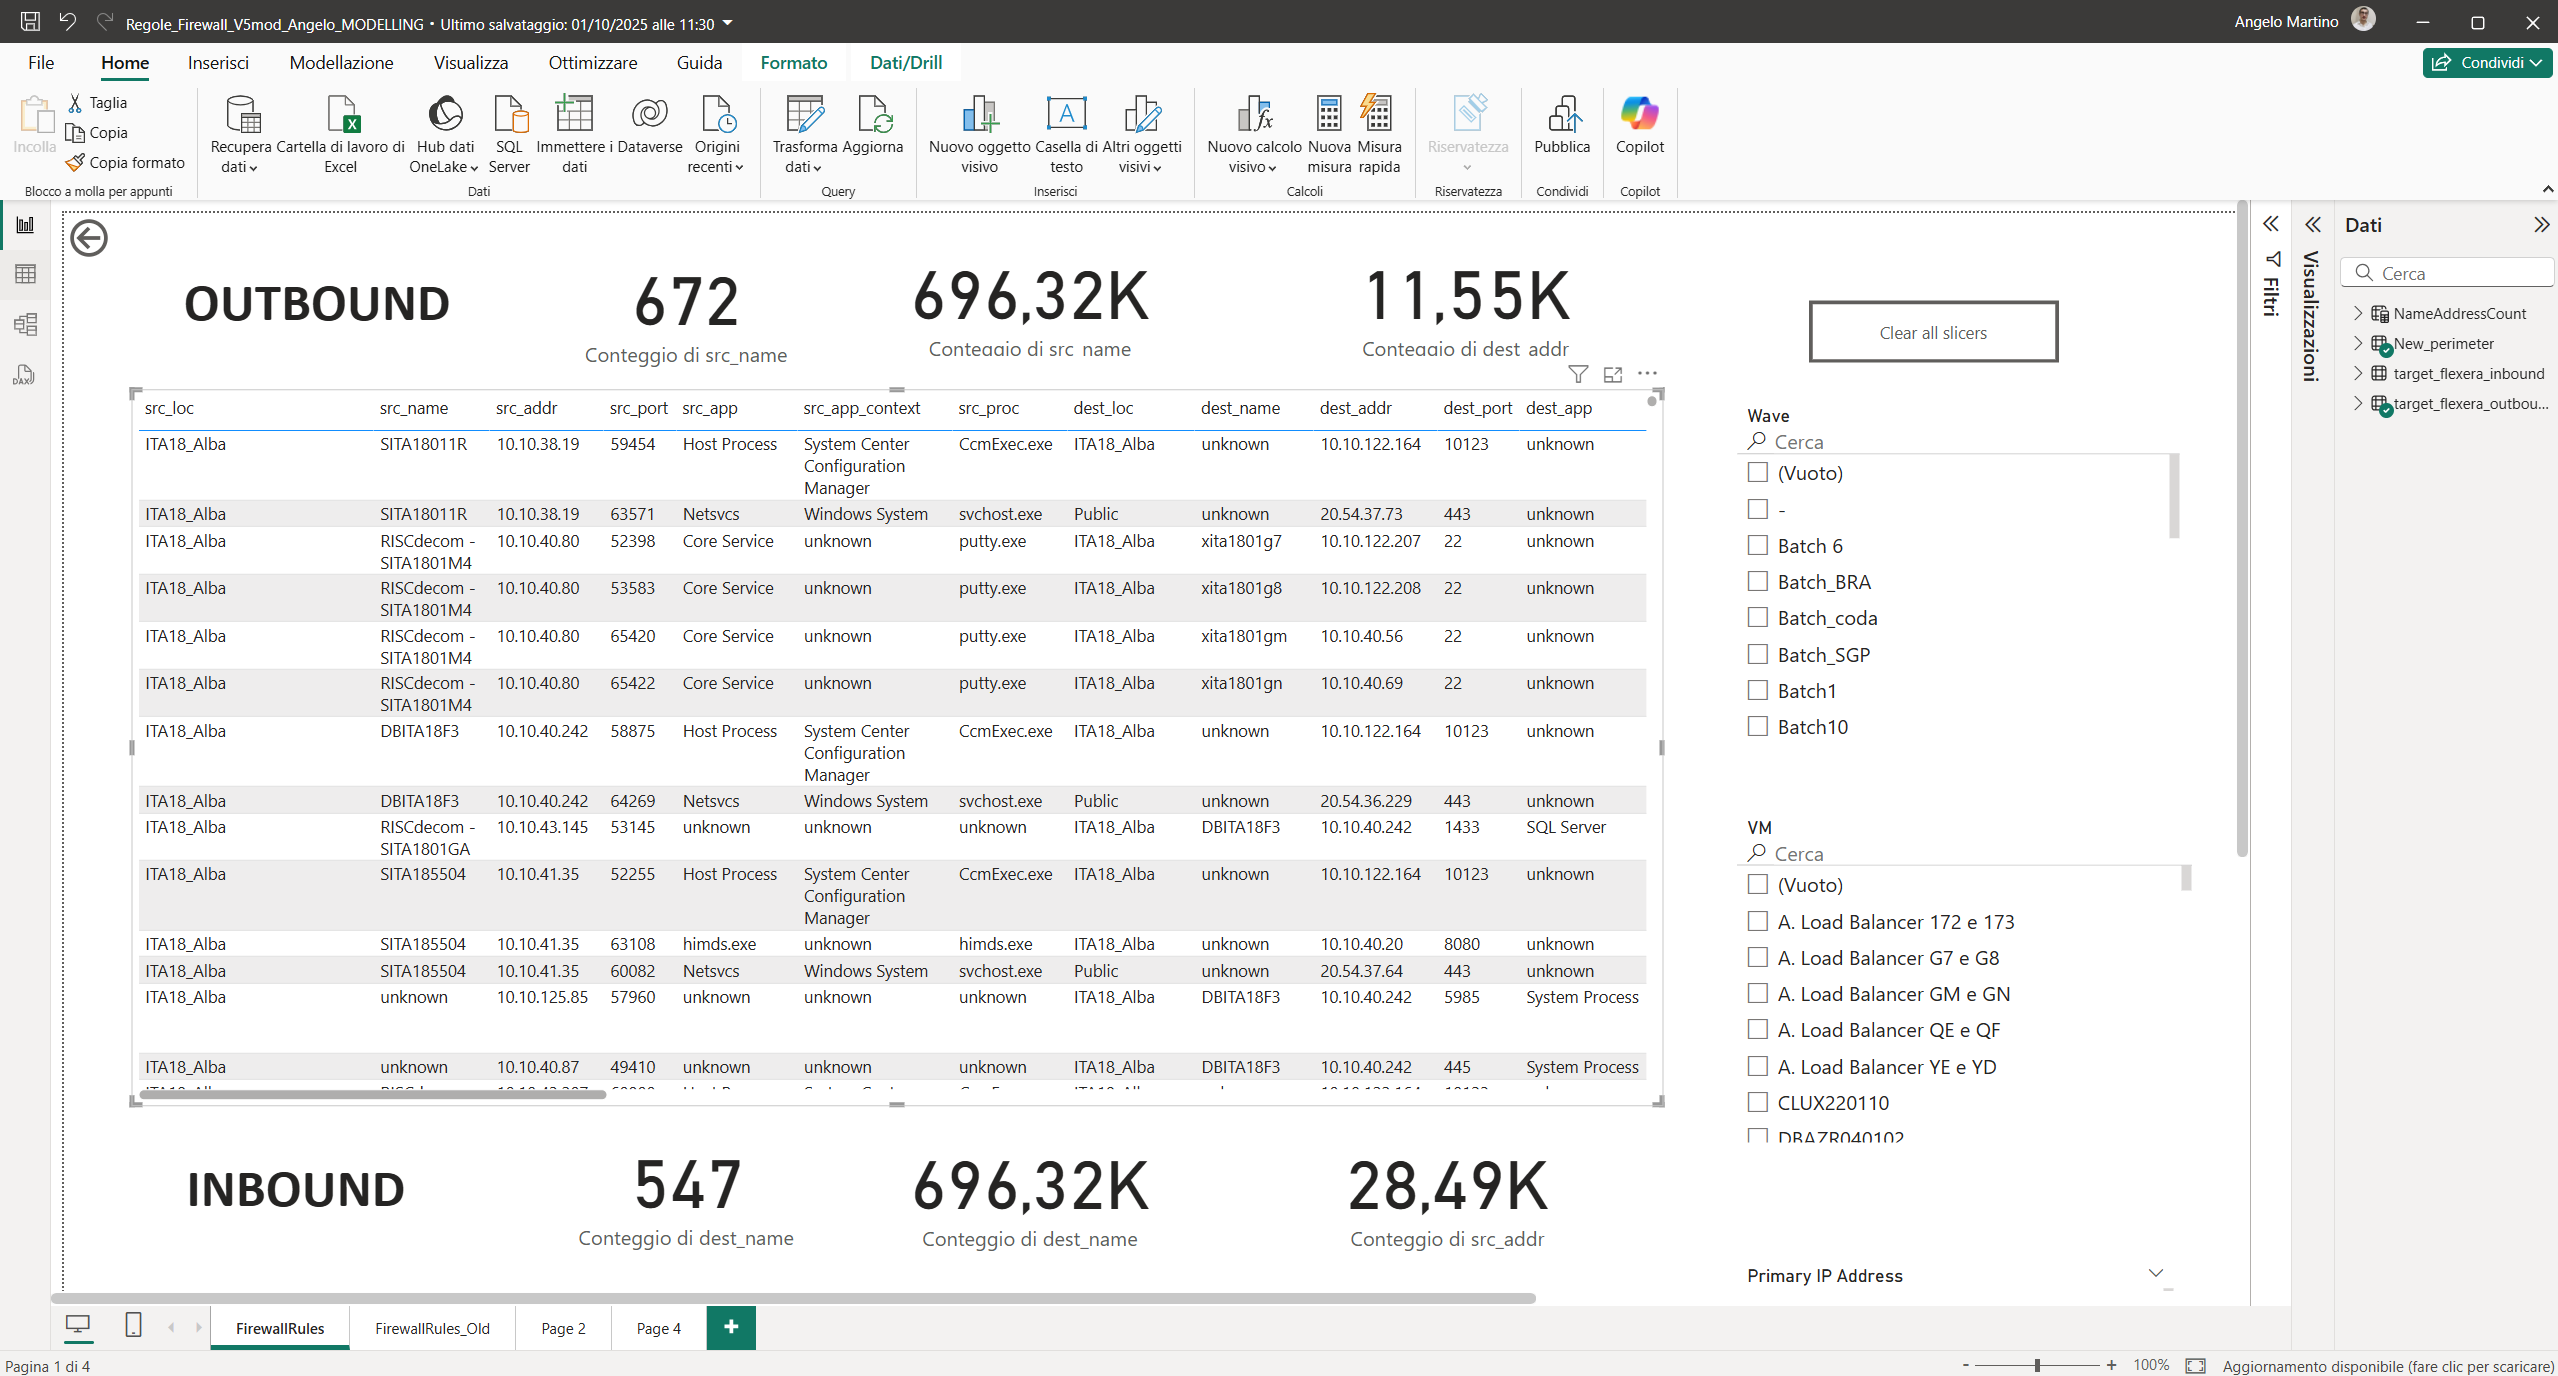 Regole_Firewall_V5mod_Angelo_MODELLING • Ultimo salvataggio: 01/10/2025 alle 11:30
Angelo Martino
File Home Inserisci Modellazione Visualizza Ottimizzare Guida Formato Dati/Drill
Condividi
Incolla
Taglia
Copia
Copia formato
Blocco a molla per appunti
Recupera dati
Cartella di lavoro di Excel
Hub dati OneLake
SQL Server
Immettere i dati
Dataverse
Origini recenti
Dati
Trasforma dati
Aggiorna
Query
Nuovo oggetto visivo
Casella di testo
Altri oggetti visivi
Inserisci
Nuovo calcolo visivo
Nuova misura
Misura rapida
Calcoli
Riservatezza
Riservatezza
Pubblica
Condividi
Copilot
Copilot
OUTBOUND
672
Conteggio di src_name
696,32K
Conteggio di src_name
11,55K
Conteggio di dest_addr
src_loc src_name src_addr src_port src_app src_app_context src_proc dest_loc dest_name dest_addr dest_port dest_app
ITA18_Alba SITA18011R 10.10.38.19 59454 Host Process System Center Configuration Manager CcmExec.exe ITA18_Alba unknown 10.10.122.164 10123 unknown
ITA18_Alba SITA18011R 10.10.38.19 63571 Netsvcs Windows System svchost.exe Public unknown 20.54.37.73 443 unknown
ITA18_Alba RISCdecom - SITA1801M4 10.10.40.80 52398 Core Service unknown putty.exe ITA18_Alba xita1801g7 10.10.122.207 22 unknown
ITA18_Alba RISCdecom - SITA1801M4 10.10.40.80 53583 Core Service unknown putty.exe ITA18_Alba xita1801g8 10.10.122.208 22 unknown
ITA18_Alba RISCdecom - SITA1801M4 10.10.40.80 65420 Core Service unknown putty.exe ITA18_Alba xita1801gm 10.10.40.56 22 unknown
ITA18_Alba RISCdecom - SITA1801M4 10.10.40.80 65422 Core Service unknown putty.exe ITA18_Alba xita1801gn 10.10.40.69 22 unknown
ITA18_Alba DBITA18F3 10.10.40.242 58875 Host Process System Center Configuration Manager CcmExec.exe ITA18_Alba unknown 10.10.122.164 10123 unknown
ITA18_Alba DBITA18F3 10.10.40.242 64269 Netsvcs Windows System svchost.exe Public unknown 20.54.36.229 443 unknown
ITA18_Alba RISCdecom - SITA1801GA 10.10.43.145 53145 unknown unknown unknown ITA18_Alba DBITA18F3 10.10.40.242 1433 SQL Server
ITA18_Alba SITA185504 10.10.41.35 52255 Host Process System Center Configuration Manager CcmExec.exe ITA18_Alba unknown 10.10.122.164 10123 unknown
ITA18_Alba SITA185504 10.10.41.35 63108 himds.exe unknown himds.exe ITA18_Alba unknown 10.10.40.20 8080 unknown
ITA18_Alba SITA185504 10.10.41.35 60082 Netsvcs Windows System svchost.exe Public unknown 20.54.37.64 443 unknown
ITA18_Alba unknown 10.10.125.85 57960 unknown unknown unknown ITA18_Alba DBITA18F3 10.10.40.242 5985 System Process
ITA18_Alba unknown 10.10.40.87 49410 unknown unknown unknown ITA18_Alba DBITA18F3 10.10.40.242 445 System Process
INBOUND
547
Conteggio di dest_name
696,32K
Conteggio di dest_name
28,49K
Conteggio di src_addr
Clear all slicers
Wave
Cerca
(Vuoto)
-
Batch 6
Batch_BRA
Batch_coda
Batch_SGP
Batch1
Batch10
VM
Cerca
(Vuoto)
A. Load Balancer 172 e 173
A. Load Balancer G7 e G8
A. Load Balancer GM e GN
A. Load Balancer QE e QF
A. Load Balancer YE e YD
CLUX220110
DBAZR040102
Primary IP Address
Filtri
Visualizzazioni
Dati
Cerca
NameAddressCount
New_perimeter
target_flexera_inbound
target_flexera_outbou...
FirewallRules FirewallRules_Old Page 2 Page 4
Pagina 1 di 4
- + 100%
Aggiornamento disponibile (fare clic per scaricare)